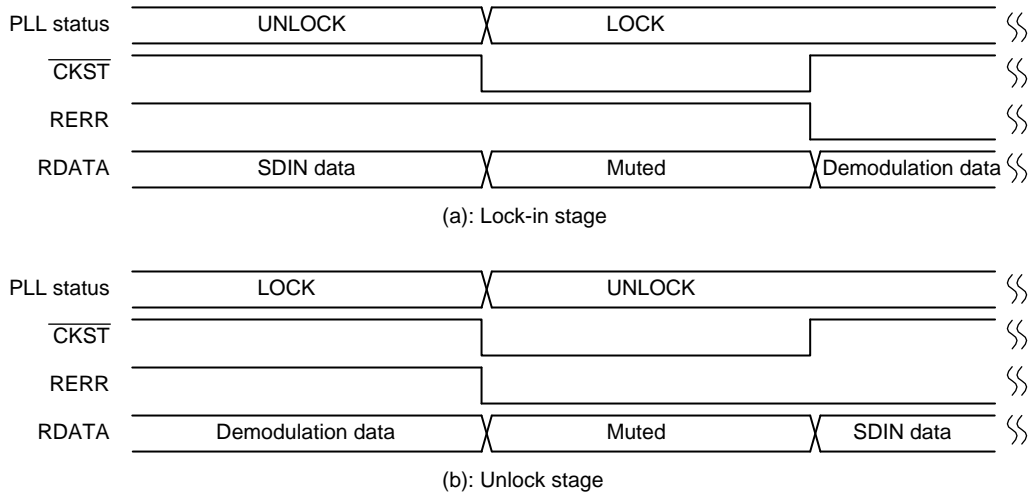 PLL status UNLOCK LOCK
CKST
RERR
RDATA SDIN data Muted Demodulation data
(a): Lock-in stage
PLL status LOCK UNLOCK
CKST
RERR
RDATA Demodulation data Muted SDIN data
(b): Unlock stage